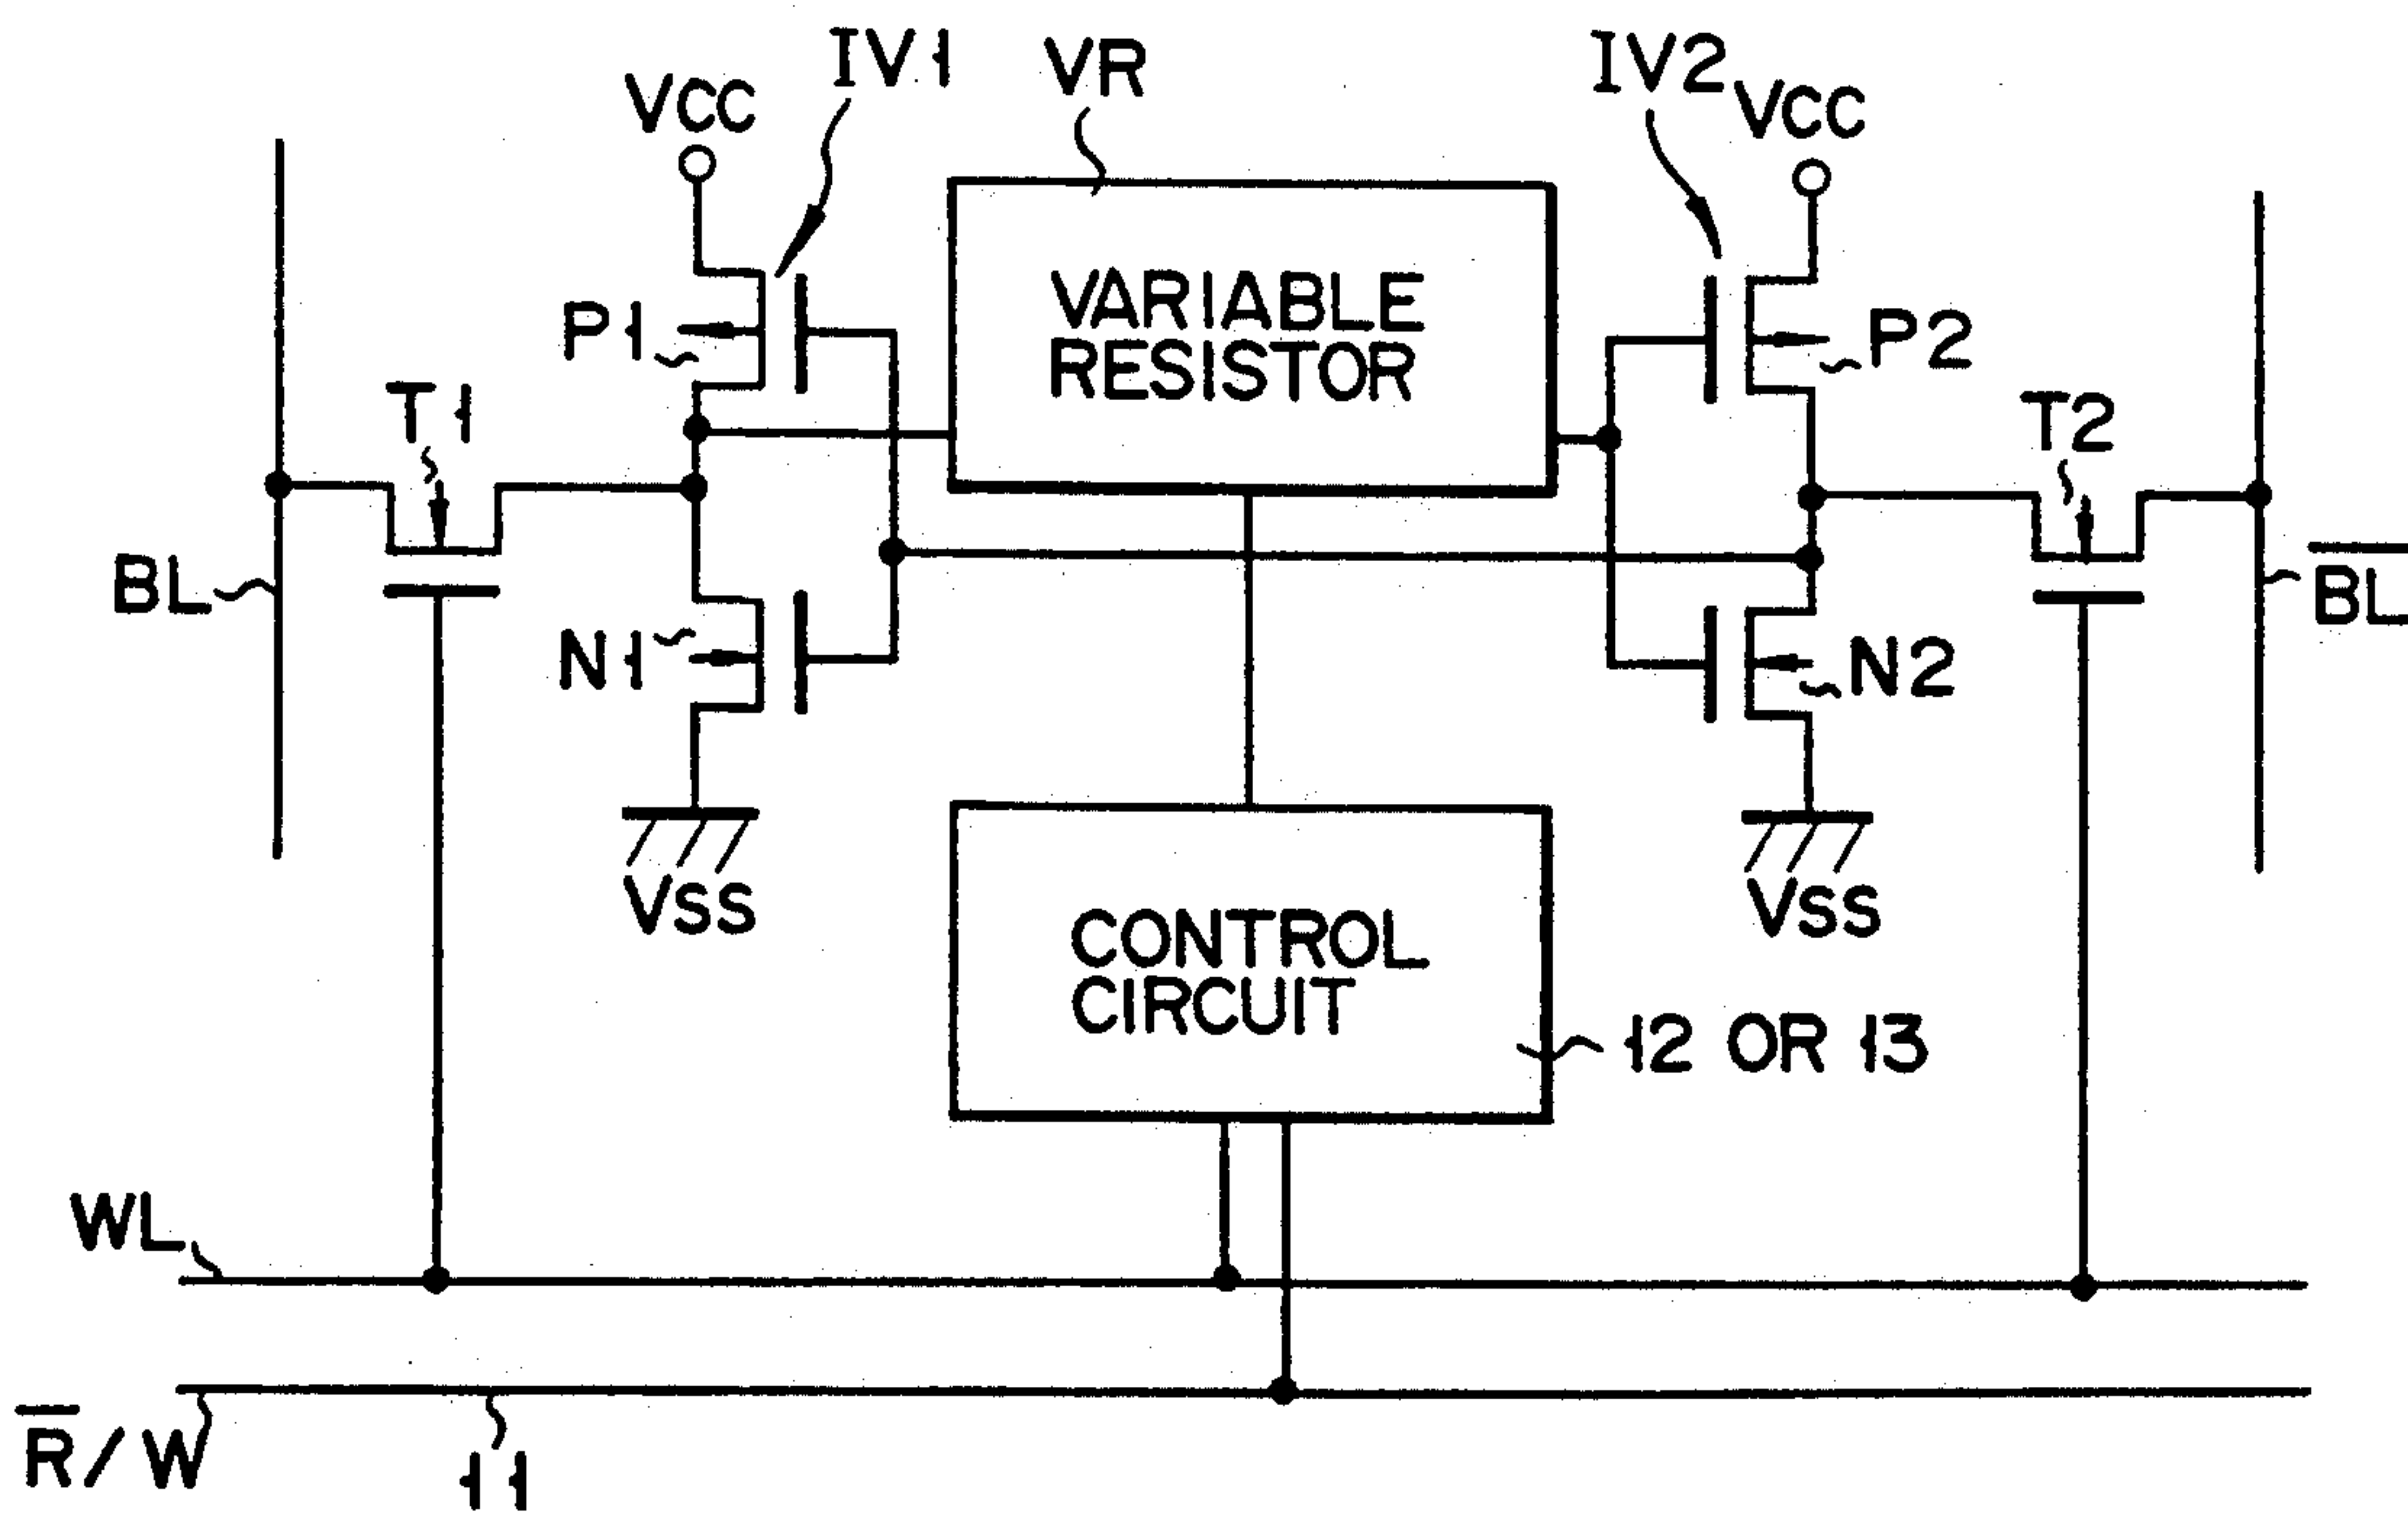 IV1
VR
IV2
VCC
VCC
VARIABLE
RESISTOR
P1
P2
T1
T2
BL
B̅L̅
N1
N2
VSS
VSS
CONTROL
CIRCUIT
12 OR 13
WL
R̅/W
11